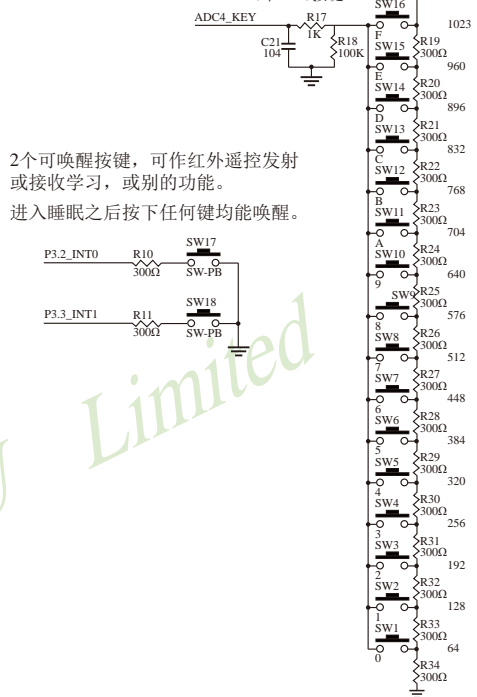 SW16
ADC4_KEY
R17
1K
C21
104
R18
100K
F
1023
R19
300Ω
SW15
E
960
R20
300Ω
SW14
D
896
R21
300Ω
SW13
C
832
R22
300Ω
SW12
B
768
R23
300Ω
SW11
A
704
R24
300Ω
SW10
9
640
R25
300Ω
SW9
8
576
R26
300Ω
SW8
7
512
R27
300Ω
SW7
6
448
R28
300Ω
SW6
5
384
R29
300Ω
SW5
4
320
R30
300Ω
SW4
3
256
R31
300Ω
SW3
2
192
R32
300Ω
SW2
1
128
R33
300Ω
SW1
0
64
R34
300Ω
2个可唤醒按键，可作红外遥控发射
或接收学习，或别的功能。
进入睡眠之后按下任何键均能唤醒。
P3.2_INT0
R10
300Ω
SW17
SW-PB
P3.3_INT1
R11
300Ω
SW18
SW-PB
Limited